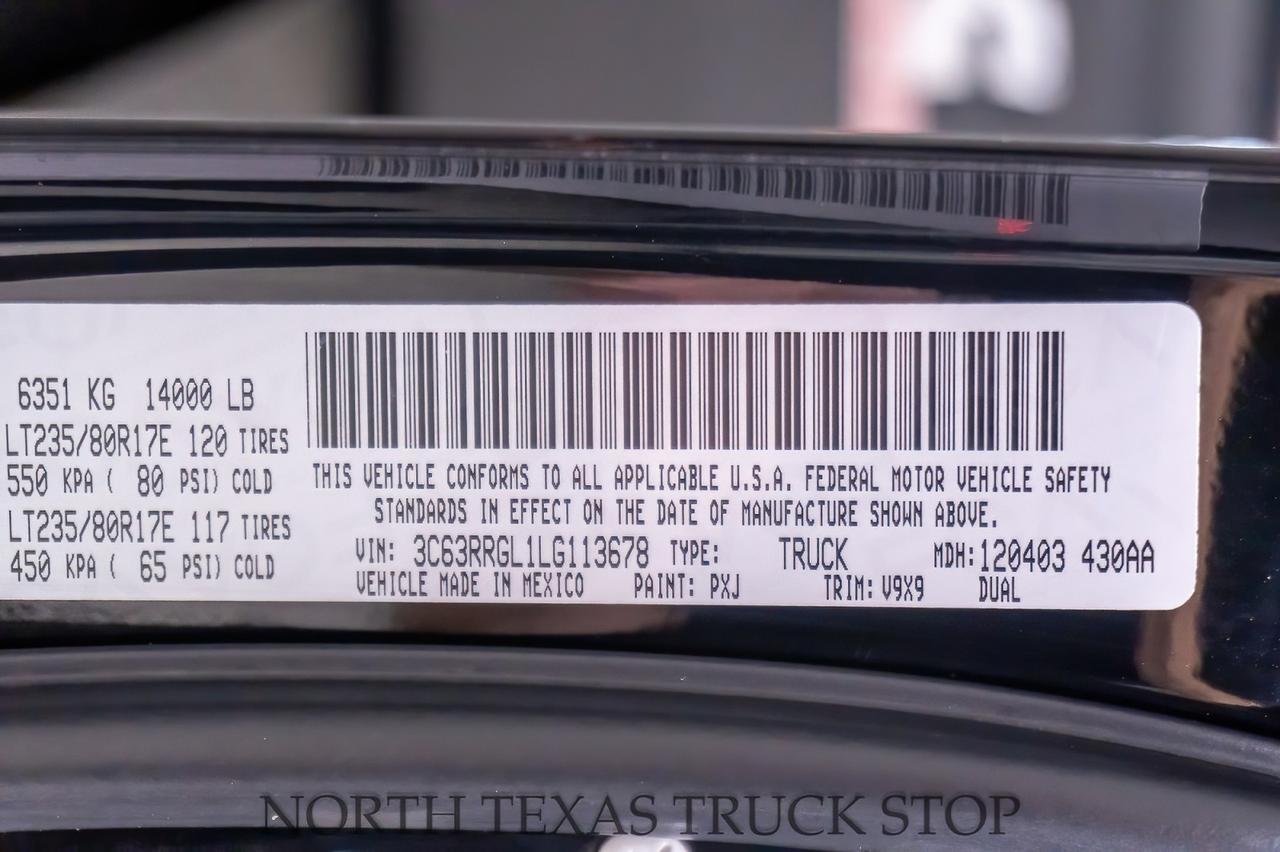 6351 KG 14000 LB
LT235/80R17E 120 TIRES
550 KPA ( 80 PSI) COLD
LT235/80R17E 117 TIRES
450 KPA ( 65 PSI) COLD
THIS VEHICLE CONFORMS TO ALL APPLICABLE U.S.A. FEDERAL MOTOR VEHICLE SAFETY
STANDARDS IN EFFECT ON THE DATE OF MANUFACTURE SHOWN ABOVE.
VIN: 3C63RRGL1LG113678 TYPE: TRUCK MDH:120403 430AA
VEHICLE MADE IN MEXICO PAINT: PXJ TRIM: V9X9 DUAL
NORTH TEXAS TRUCK STOP